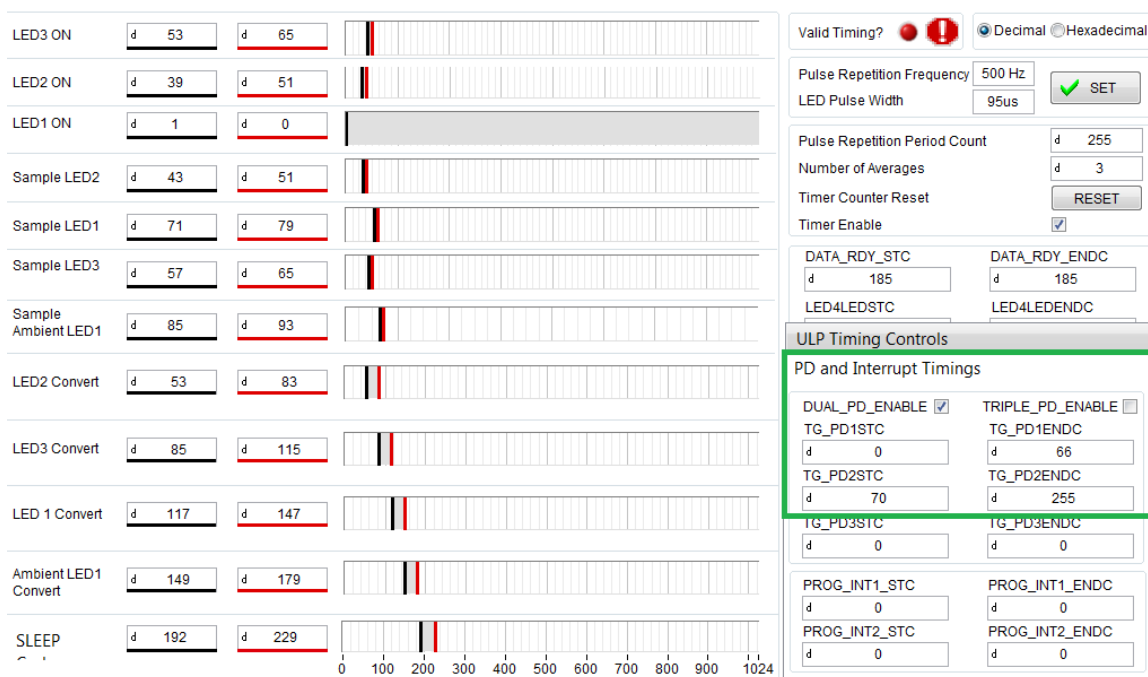 LED3 ON d 53 d 65
LED2 ON d 39 d 51
LED1 ON d 1 d 0
Sample LED2 d 43 d 51
Sample LED1 d 71 d 79
Sample LED3 d 57 d 65
Sample
Ambient LED1 d 85 d 93
LED2 Convert d 53 d 83
LED3 Convert d 85 d 115
LED 1 Convert d 117 d 147
Ambient LED1
Convert d 149 d 179
SLEEP d 192 d 229
0 100 200 300 400 500 600 700 800 900 1024
Valid Timing? Decimal Hexadecimal
Pulse Repetition Frequency 500 Hz
SET
LED Pulse Width 95us
Pulse Repetition Period Count d 255
Number of Averages d 3
Timer Counter Reset RESET
Timer Enable
DATA_RDY_STC DATA_RDY_ENDC
d 185 d 185
LED4LEDSTC LED4LEDENDC
ULP Timing Controls
PD and Interrupt Timings
DUAL_PD_ENABLE TRIPLE_PD_ENABLE
TG_PD1STC TG_PD1ENDC
d 0 d 66
TG_PD2STC TG_PD2ENDC
d 70 d 255
TG_PD3STC TG_PD3ENDC
d 0 d 0
PROG_INT1_STC PROG_INT1_ENDC
d 0 d 0
PROG_INT2_STC PROG_INT2_ENDC
d 0 d 0